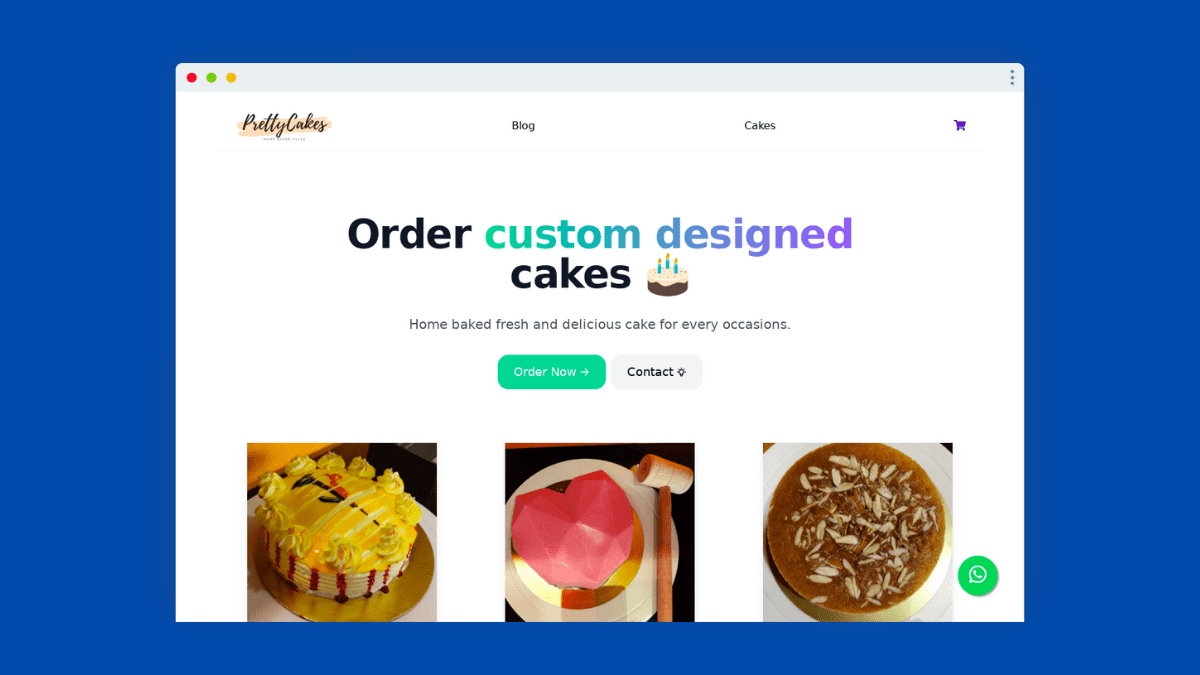 PrettyCakes
HOME BAKED CAKES
Blog
Cakes
Order custom designed
cakes 🎂
Home baked fresh and delicious cake for every occasions.
Order Now →
Contact